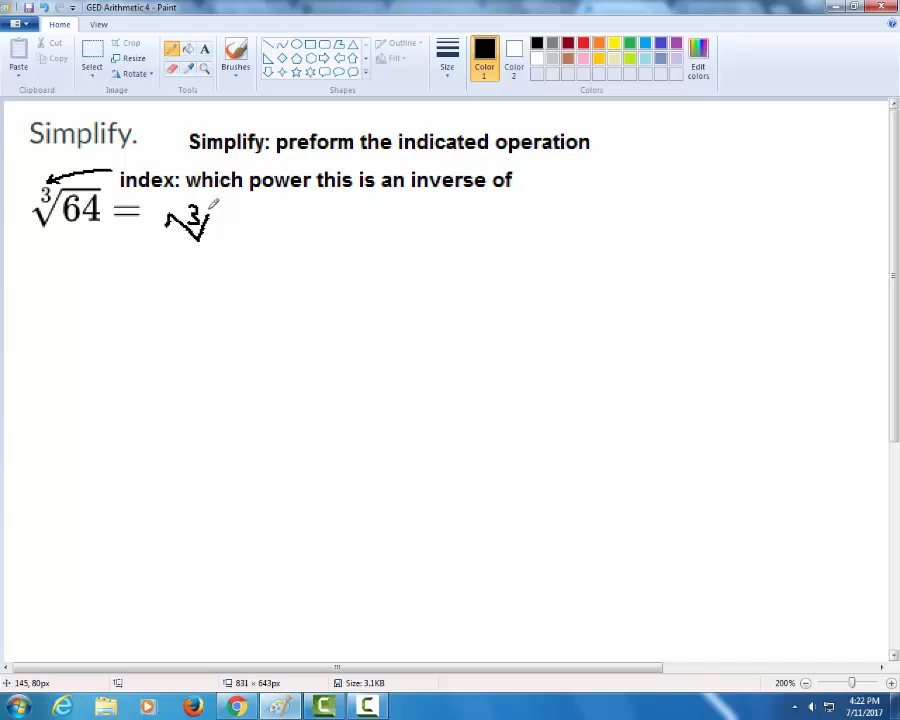 GED Arithmetic 4 - Paint
Home View
Paste Cut Copy Clipboard
Select Crop Resize Rotate Image
A Tools
Brushes
Outline Fill Shapes
Size
Color 1 Color 2 Edit colors Colors
Simplify. Simplify: preform the indicated operation
index: which power this is an inverse of
∛64 = ∛
145, 80px 831 × 643px Size: 3.1KB 200%
4:22 PM
7/11/2017